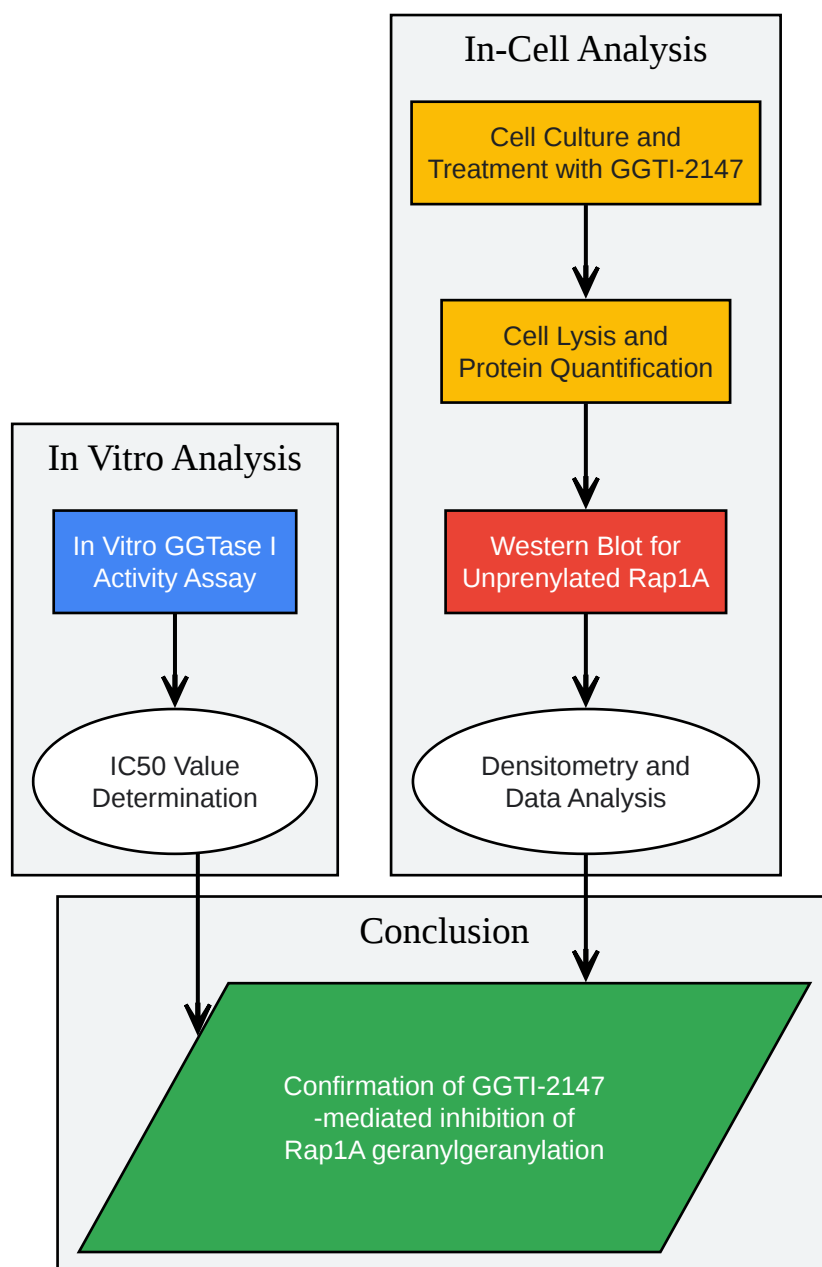 In-Cell Analysis
Cell Culture and
Treatment with GGTI-2147
Cell Lysis and
Protein Quantification
Western Blot for
Unprenylated Rap1A
Densitometry and
Data Analysis
In Vitro Analysis
In Vitro GGTase I
Activity Assay
IC50 Value
Determination
Conclusion
Confirmation of GGTI-2147
-mediated inhibition of
Rap1A geranylgeranylation